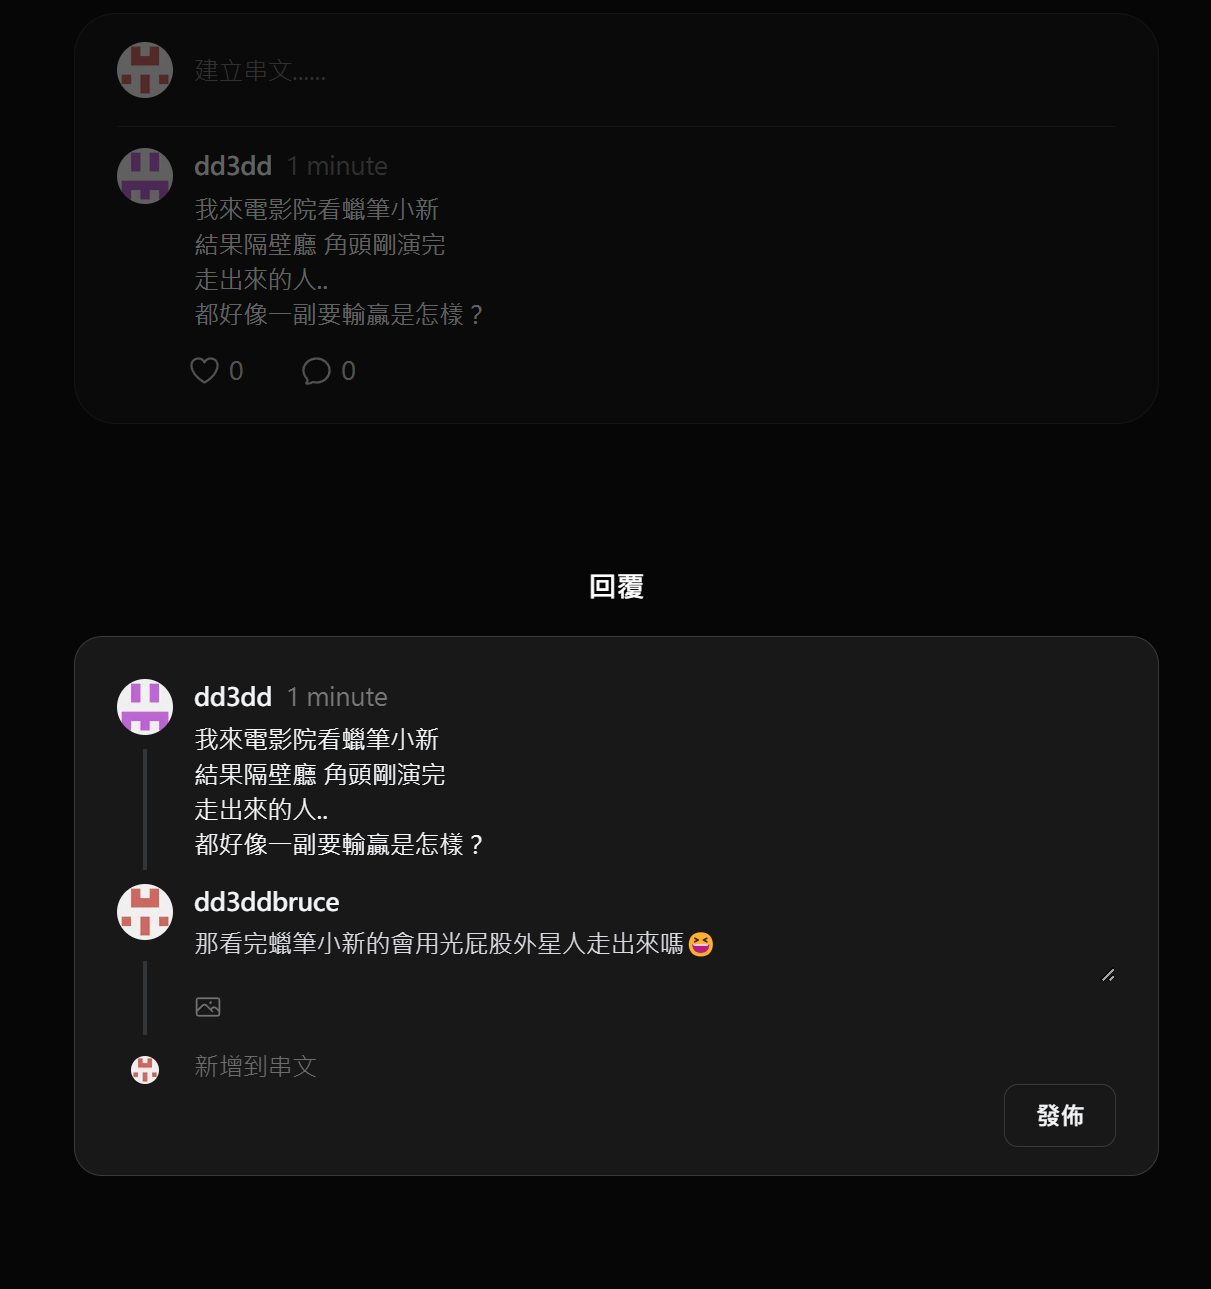 建立串文......
dd3dd 1 minute
我來電影院看蠟筆小新
結果隔壁廳 角頭剛演完
走出來的人..
都好像一副要輸贏是怎樣？
0 0
回覆
dd3dd 1 minute
我來電影院看蠟筆小新
結果隔壁廳 角頭剛演完
走出來的人..
都好像一副要輸贏是怎樣？
dd3ddbruce
那看完蠟筆小新的會用光屁股外星人走出來嗎😆
新增到串文
發佈